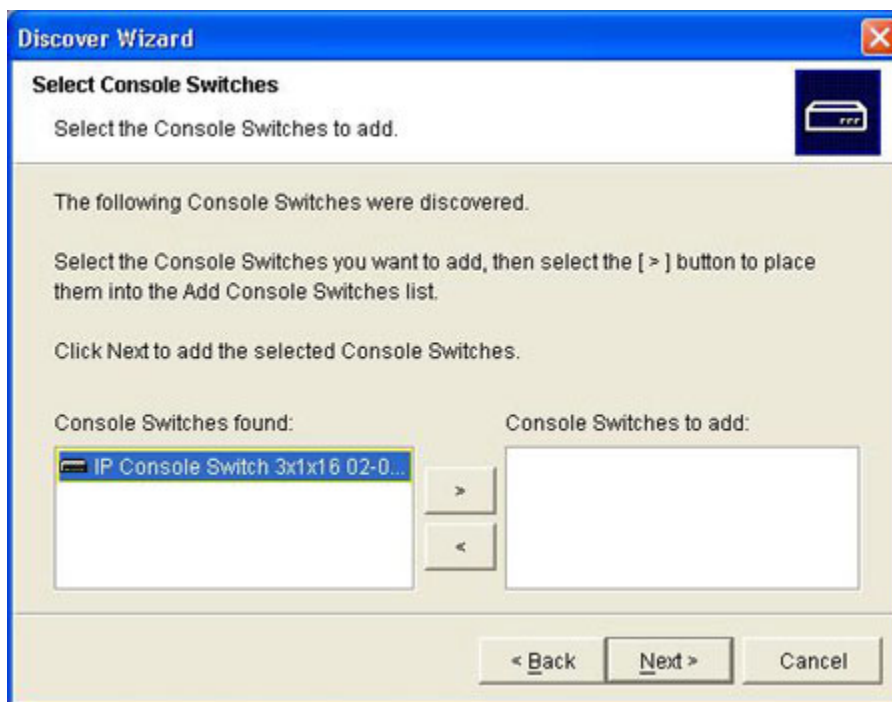 Discover Wizard
Select Console Switches
Select the Console Switches to add.
The following Console Switches were discovered.
Select the Console Switches you want to add, then select the [ > ] button to place
them into the Add Console Switches list.
Click Next to add the selected Console Switches.
Console Switches found:
Console Switches to add:
IP Console Switch 3x1x16 02-0...
>
<
< Back
Next >
Cancel